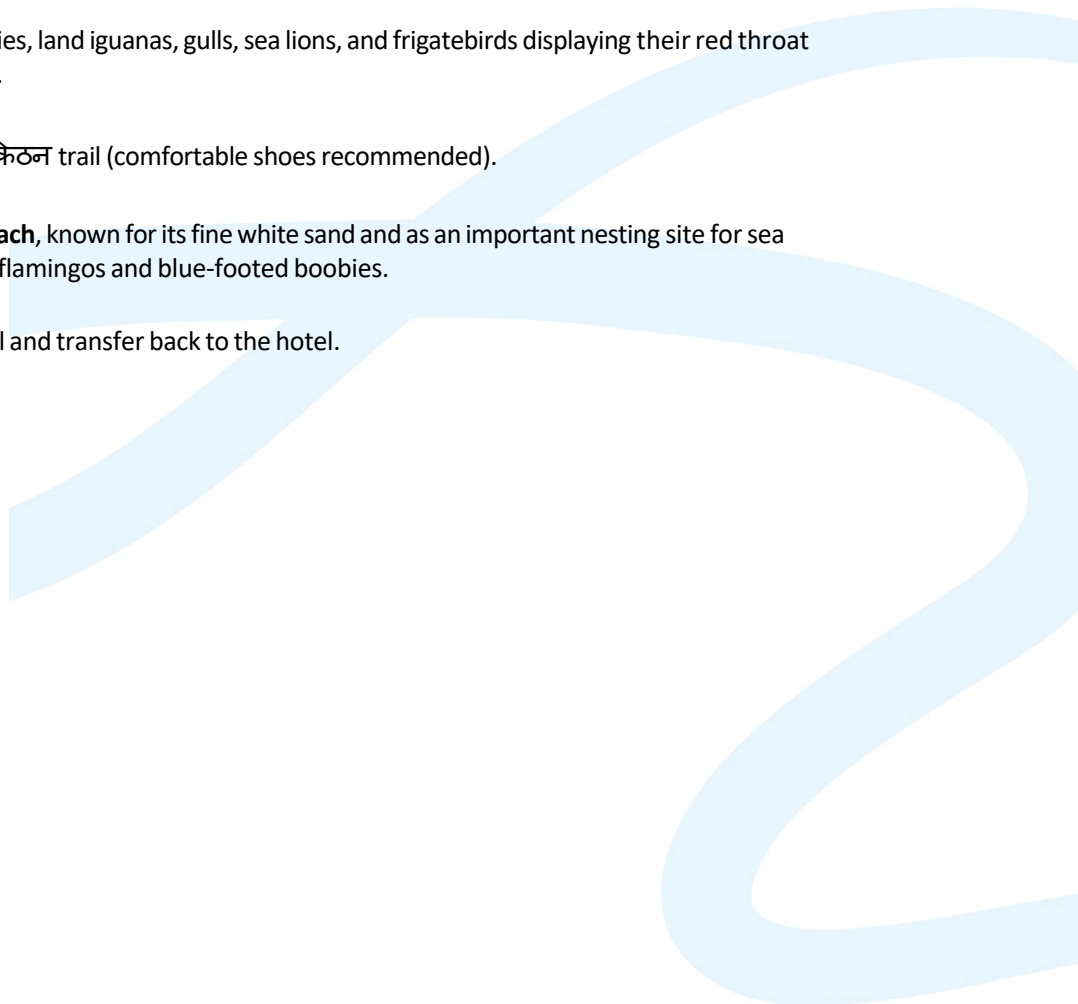 ies, land iguanas, gulls, sea lions, and frigatebirds displaying their red throat
.
कठिन trail (comfortable shoes recommended).
ach, known for its fine white sand and as an important nesting site for sea
flamingos and blue-footed boobies.
l and transfer back to the hotel.